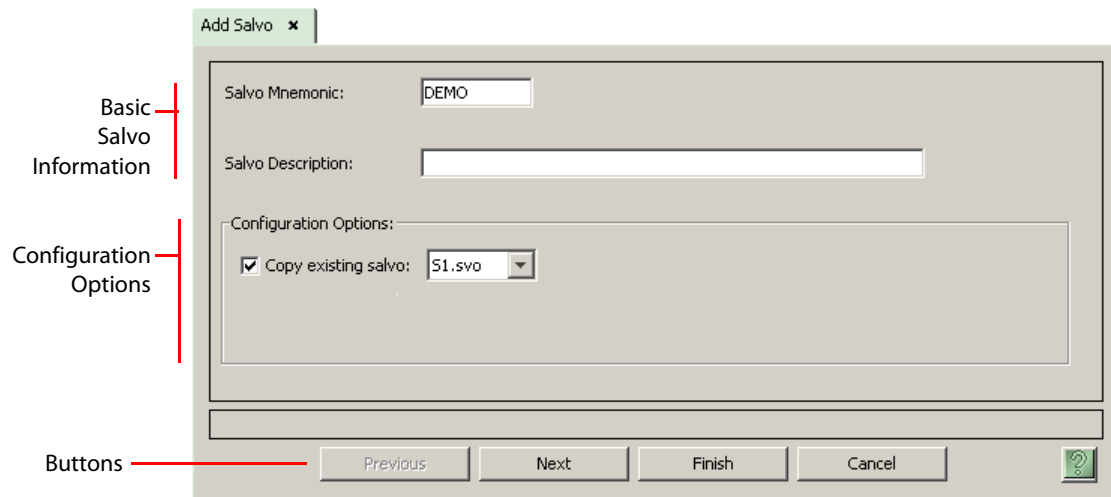 Add Salvo ×
Basic
Salvo
Information
Salvo Mnemonic: DEMO
Salvo Description:
Configuration
Options
Configuration Options:
Copy existing salvo: S1.svo
Buttons
Previous Next Finish Cancel ?